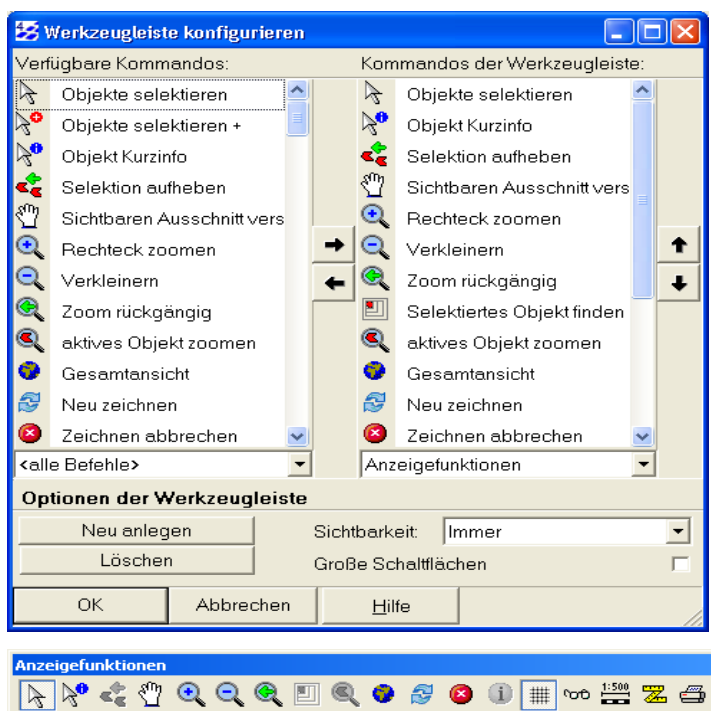 Werkzeugleiste konfigurieren
Verfügbare Kommandos:
Objekte selektieren
Objekte selektieren +
Objekt Kurzinfo
Selektion aufheben
Sichtbaren Ausschnitt vers
Rechteck zoomen
Verkleinern
Zoom rückgängig
aktives Objekt zoomen
Gesamtansicht
Neu zeichnen
Zeichnen abbrechen
<alle Befehle>
Kommandos der Werkzeugleiste:
Objekte selektieren
Objekt Kurzinfo
Selektion aufheben
Sichtbaren Ausschnitt vers
Rechteck zoomen
Verkleinern
Zoom rückgängig
Selektiertes Objekt finden
aktives Objekt zoomen
Gesamtansicht
Neu zeichnen
Zeichnen abbrechen
Anzeigefunktionen
Optionen der Werkzeugleiste
Neu anlegen
Löschen
Sichtbarkeit: Immer
Große Schaltflächen
OK Abbrechen Hilfe
Anzeigefunktionen
1:500